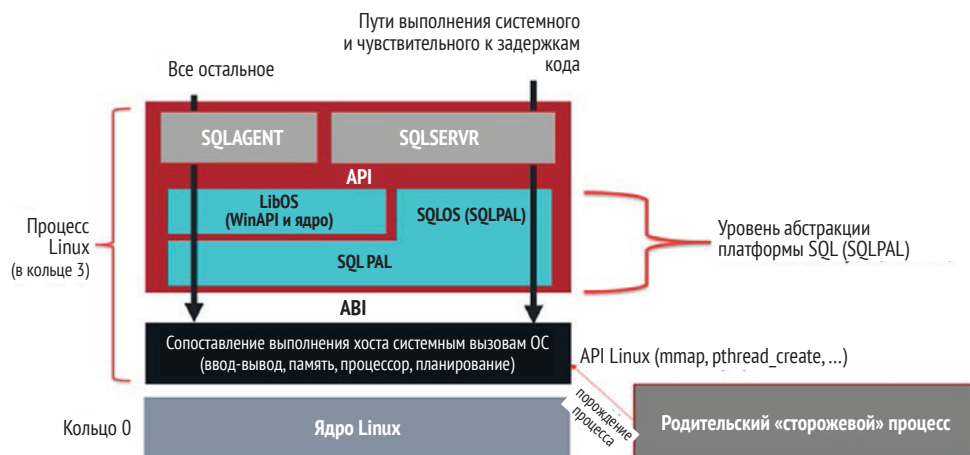 Пути выполнения системного
и чувствительного к задержкам
кода
Все остальное
SQLAGENT
SQLSERVR
API
LibOS
(WinAPI и ядро)
SQLOS (SQLPAL)
SQL PAL
Процесс
Linux
(в кольце 3)
Уровень абстракции
платформы SQL (SQLPAL)
ABI
Сопоставление выполнения хоста системным вызовам ОС
(ввод-вывод, память, процессор, планирование)
API Linux (mmap, pthread_create, ...)
порождение
процесса
Кольцо 0
Ядро Linux
Родительский «сторожевой» процесс